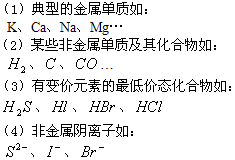 （1）典型的金属单质如:
K、Ca、Na、Mg…
（2）某些非金属单质及其化合物如:
H₂、C、CO…
（3）有变价元素的最低价态化合物如:
H₂S、Hl、HBr、HCl
（4）非金属阴离子如:
S²⁻、I⁻、Br⁻